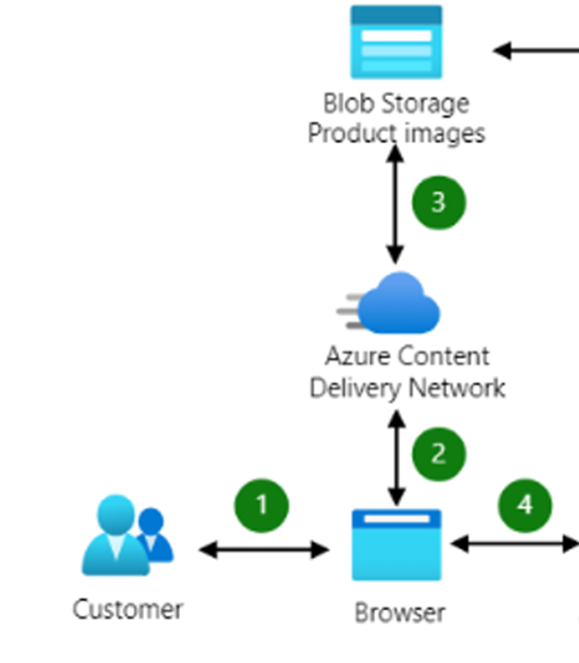 Blob Storage
Product images
3
Azure Content
Delivery Network
2
1
4
Customer
Browser